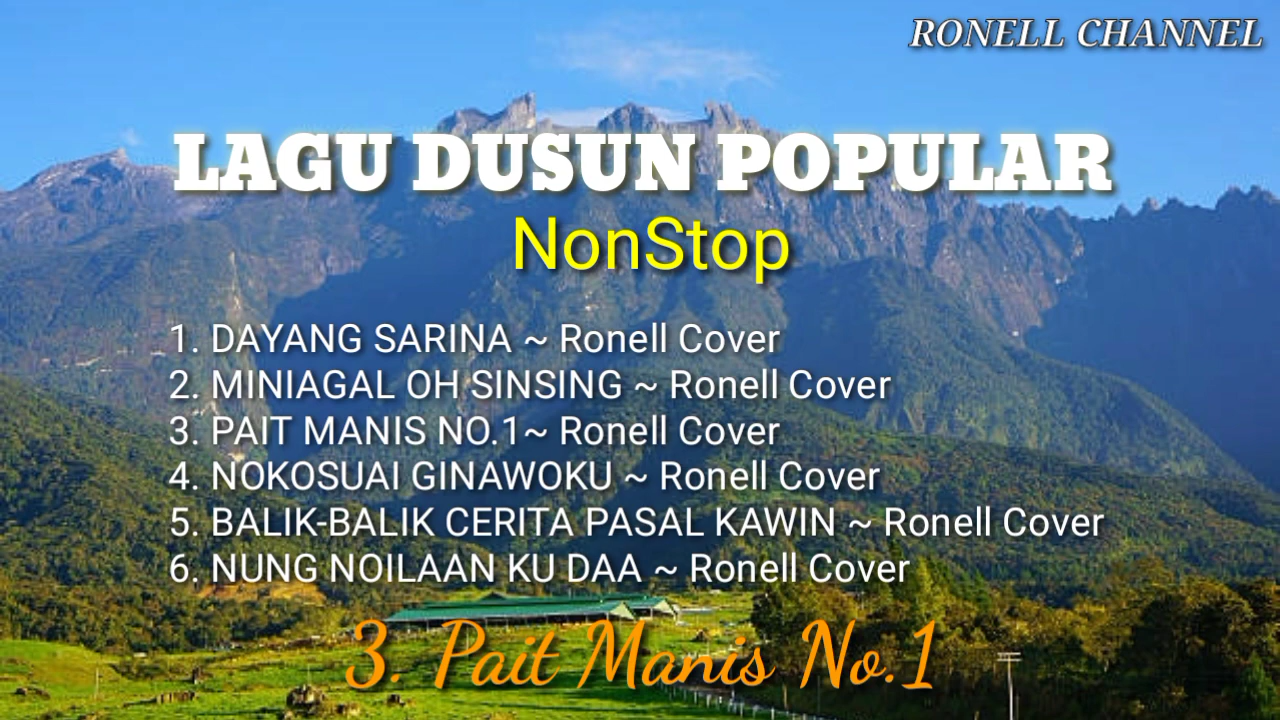 RONELL CHANNEL
LAGU DUSUN POPULAR
NonStop
1. DAYANG SARINA ~ Ronell Cover
2. MINIAGAL OH SINSING ~ Ronell Cover
3. PAIT MANIS NO.1~ Ronell Cover
4. NOKOSUAI GINAWOKU ~ Ronell Cover
5. BALIK-BALIK CERITA PASAL KAWIN ~ Ronell Cover
6. NUNG NOILAAN KU DAA ~ Ronell Cover
3. Pait Manis No.1